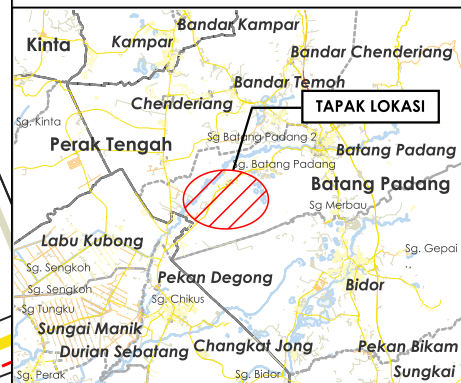 Bandar Kampar
Kinta
Kampar
Bandar Chenderiang
Bandar Temoh
Chenderiang
TAPAK LOKASI
Sg. Kinta
Sg Batang Padang 2
Perak Tengah
Batang Padang
Sg. Batang Padang
Batang Padang
Sg Merbau
Labu Kubong
Sg. Gepai
Sg. Sengkoh
Pekan Degong
Bidor
Sg. Sengkoh
Sg. Chikus
Sg Tungku
Sungai Manik
Durian Sebatang
Changkat Jong
Pekan Bikam
Sg. Perak
Sg. Bidor
Sungkai